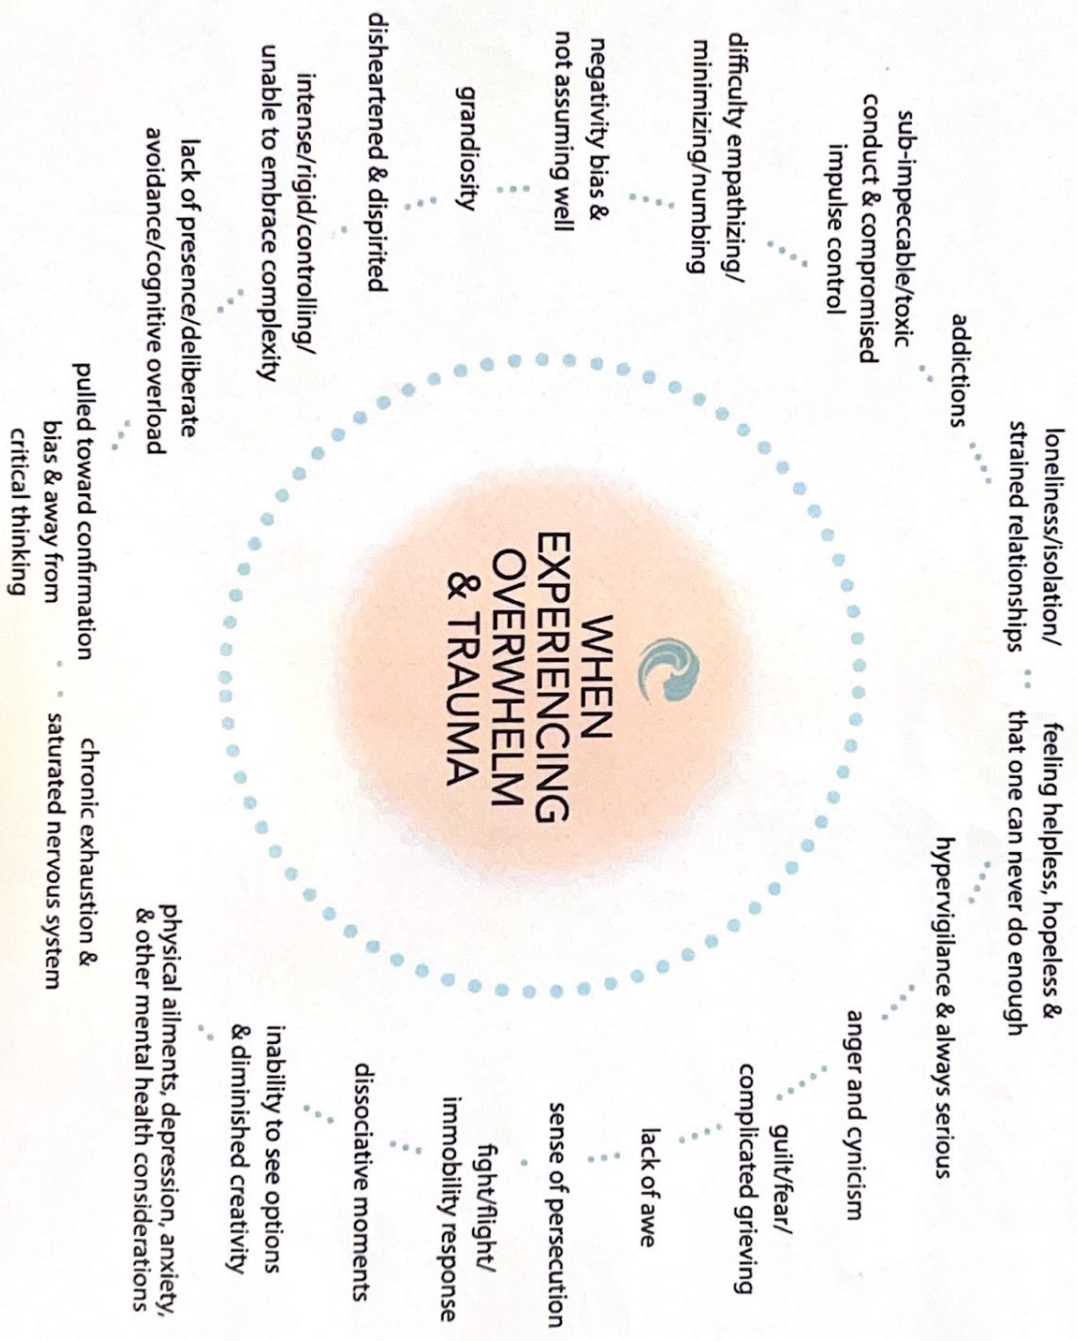 WHEN
EXPERIENCING
OVERWHELM
& TRAUMA
feeling helpless, hopeless &
that one can never do enough
hypervigilance & always serious
anger and cynicism
guilt/fear/
complicated grieving
lack of awe
sense of persecution
fight/flight/
immobility response
dissociative moments
inability to see options
& diminished creativity
physical ailments, depression, anxiety,
& other mental health considerations
chronic exhaustion &
saturated nervous system
pulled toward confirmation
bias & away from
critical thinking
lack of presence/deliberate
avoidance/cognitive overload
intense/rigid/controlling/
unable to embrace complexity
disheartened & dispirited
grandiosity
negativity bias &
not assuming well
difficulty empathizing/
minimizing/numbing
sub-impeccable/toxic
conduct & compromised
impulse control
addictions
loneliness/isolation/
strained relationships